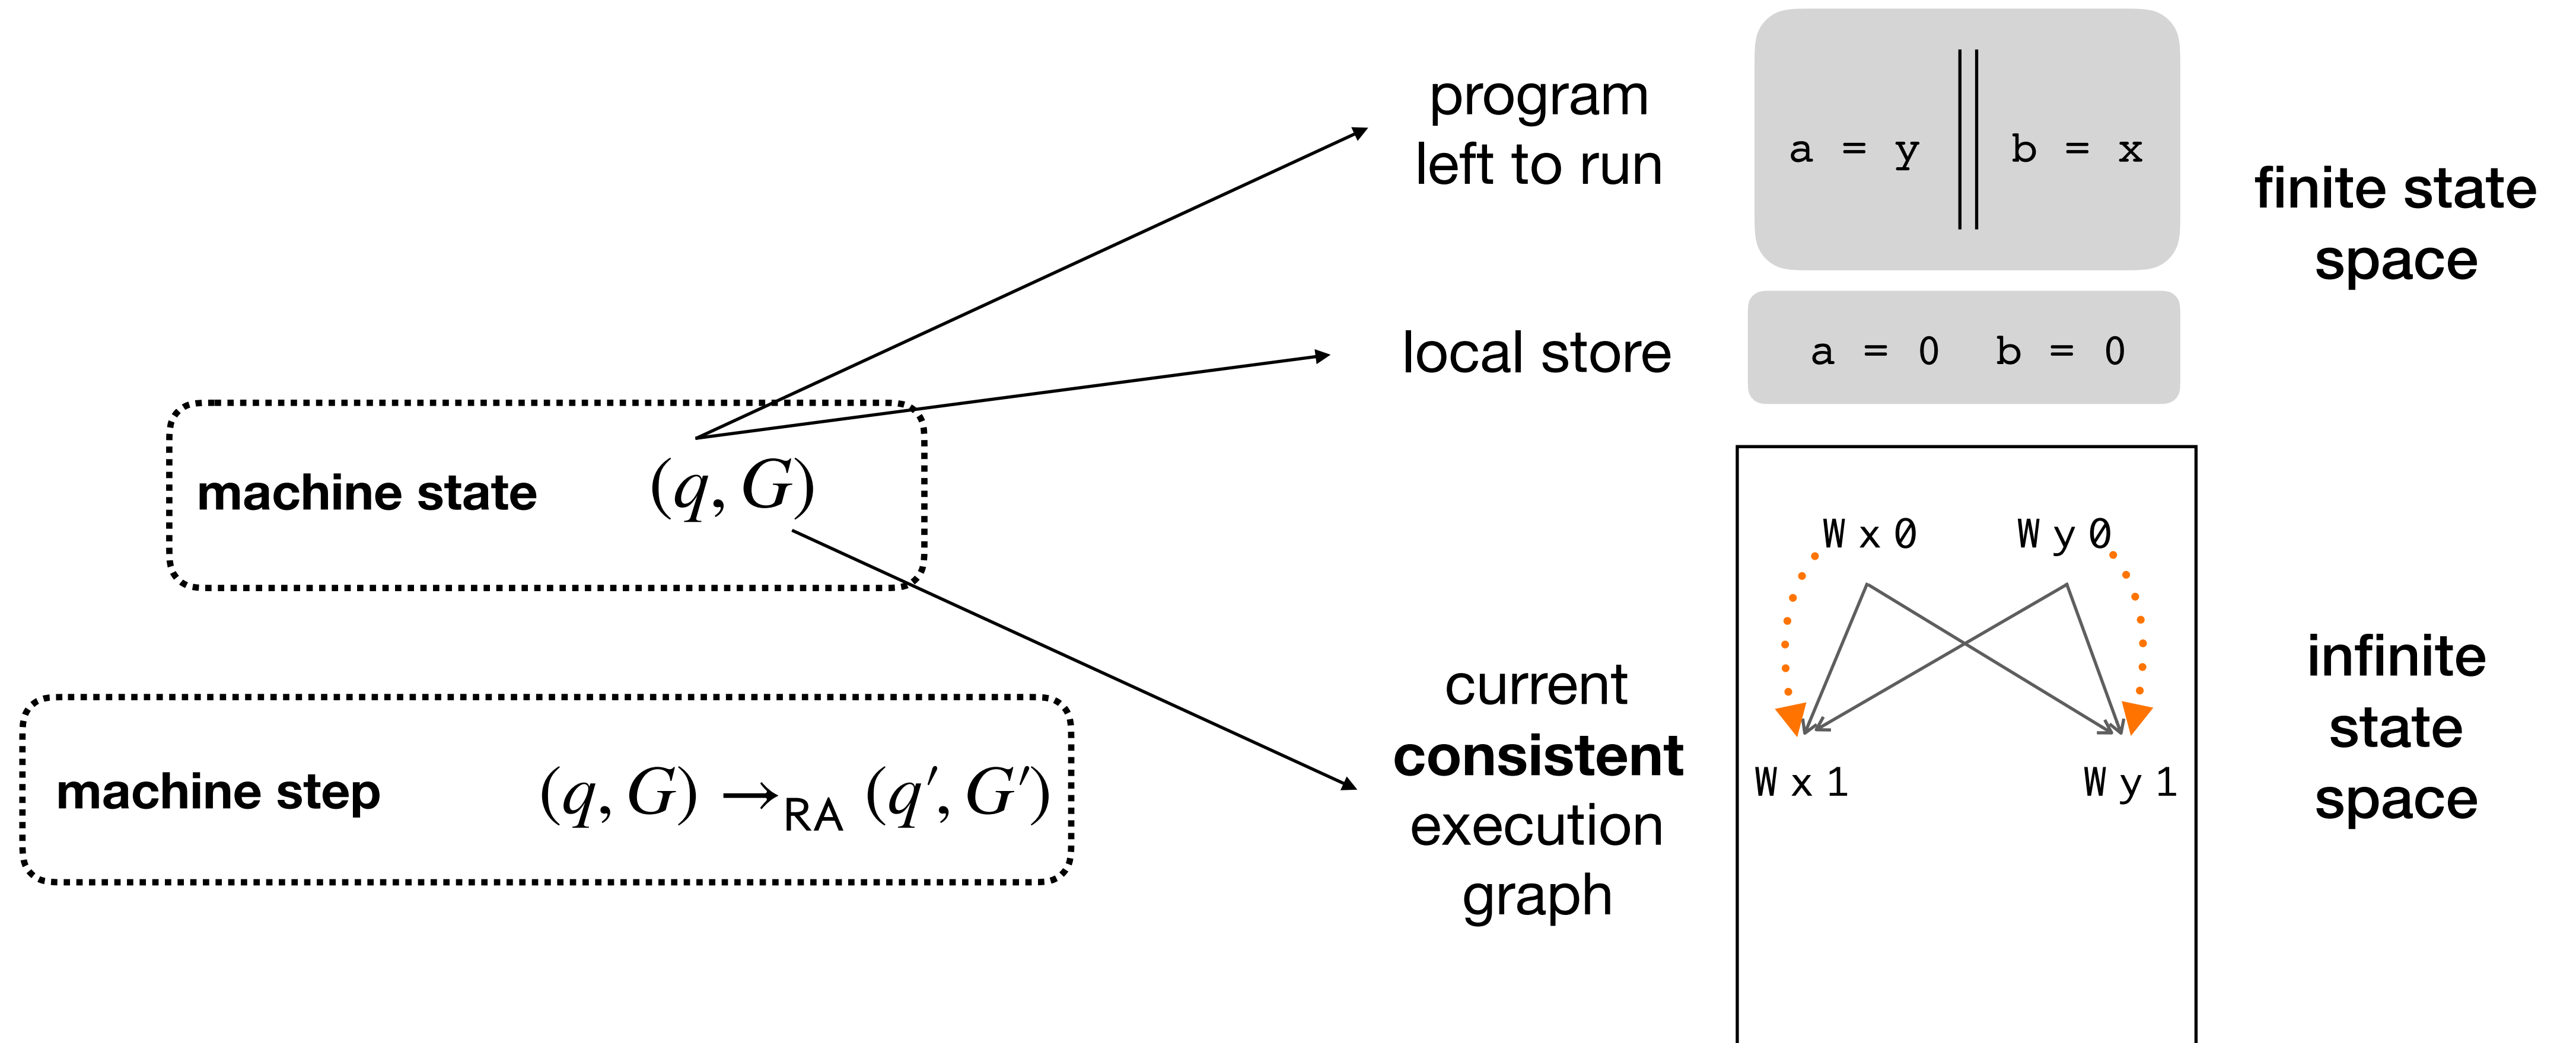 program
left to run
a = y || b = x
finite state
space
local store
a = 0 b = 0
machine state (q, G)
machine step (q, G) →RA (q′, G′)
current
consistent
execution
graph
W x 0 W y 0
W x 1 W y 1
infinite
state
space